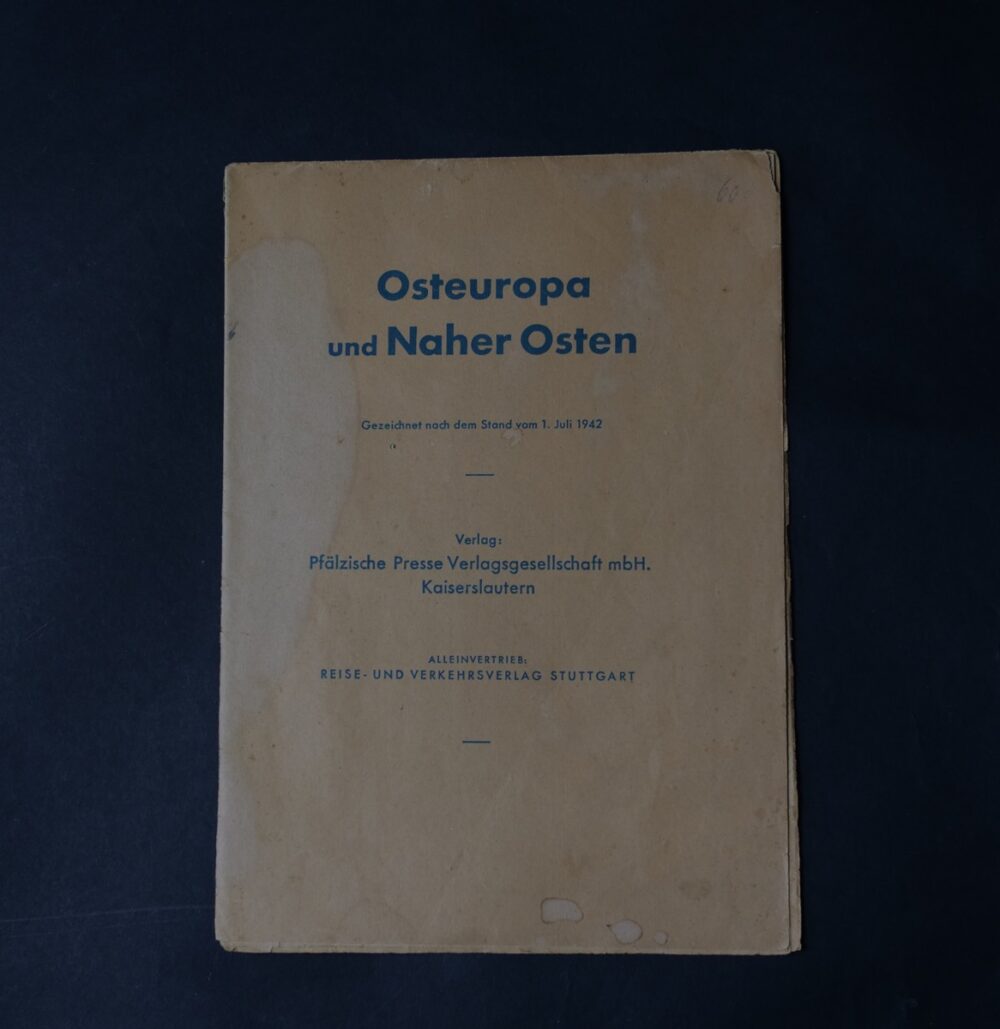 Osteuropa
und Naher Osten
Gezeichnet nach dem Stand vom 1. Juli 1942
Verlag:
Pfälzische Presse Verlagsgesellschaft mbH.
Kaiserslautern
ALLEINVERTRIEB:
REISE- UND VERKEHRSVERLAG STUTTGART